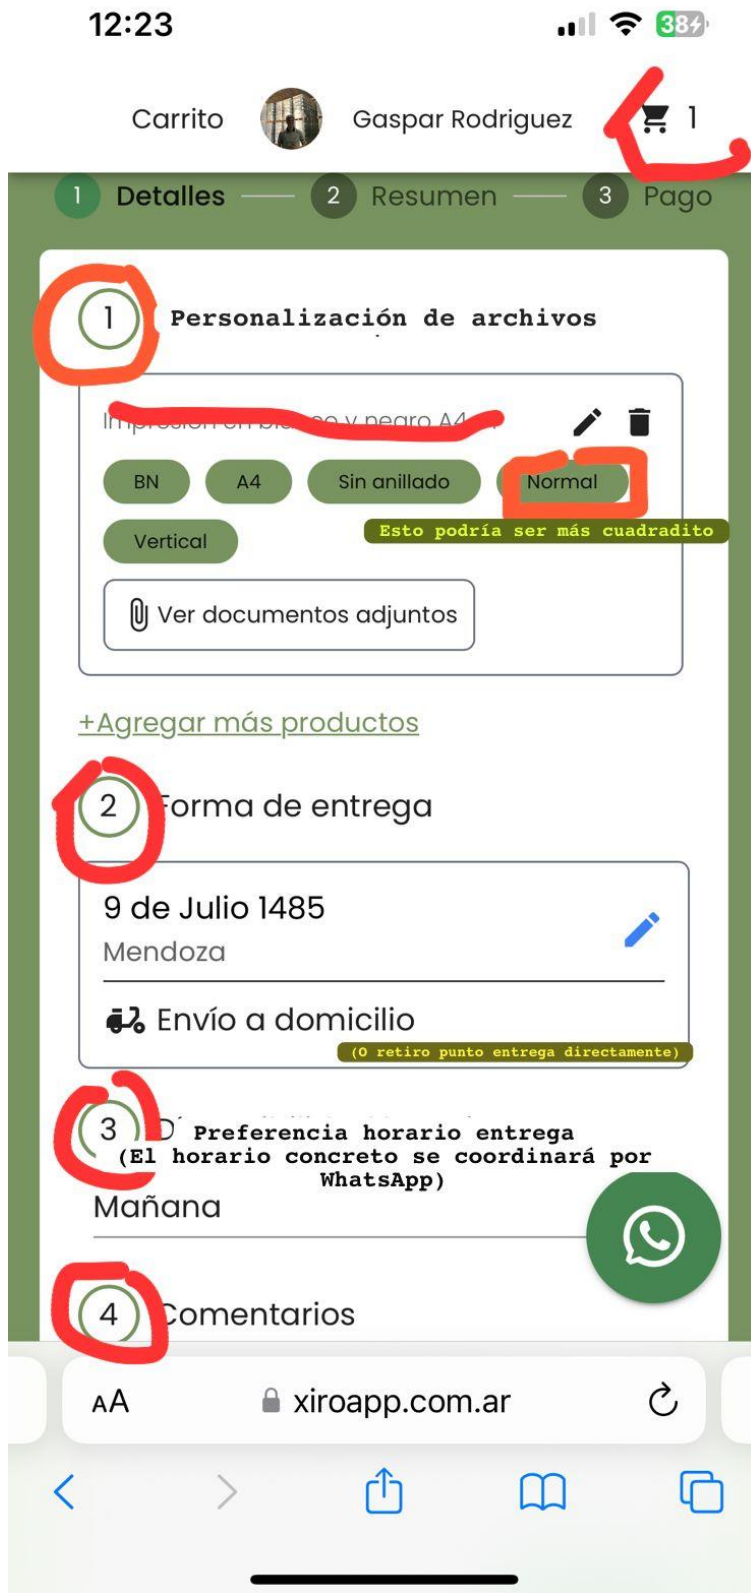 12:23
38
Carrito
Gaspar Rodriguez
1
1 Detalles 2 Resumen 3 Pago
1 Personalización de archivos
y negro A4
BN A4 Sin anillado Normal
Esto podría ser más cuadradito
Vertical
Ver documentos adjuntos
+Agregar más productos
2 Forma de entrega
9 de Julio 1485
Mendoza
Envío a domicilio
(O retiro punto entrega directamente)
3 Preferencia horario entrega
(El horario concreto se coordinará por
WhatsApp)
Mañana
4 Comentarios
AA xiroapp.com.ar